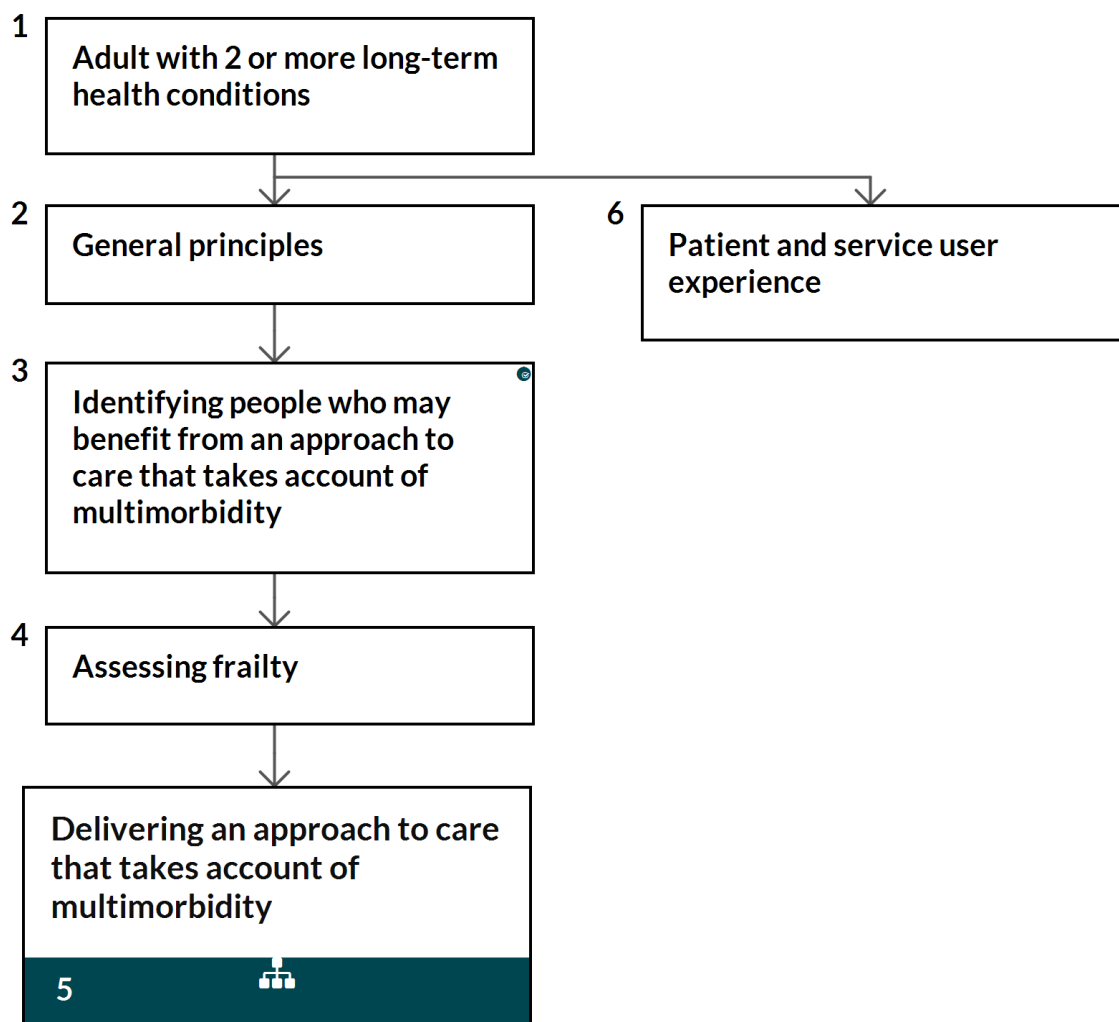 1
Adult with 2 or more long-term
health conditions
2
General principles
6
Patient and service user
experience
3
Identifying people who may
benefit from an approach to
care that takes account of
multimorbidity
4
Assessing frailty
Delivering an approach to care
that takes account of
multimorbidity
5